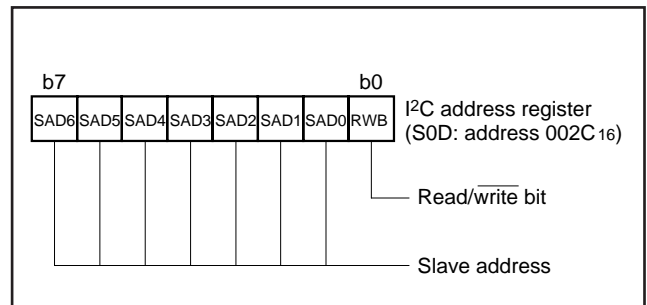 b7 b0
SAD6 SAD5 SAD4 SAD3 SAD2 SAD1 SAD0 RWB
I2C address register
(S0D: address 002C16)
Read/write bit
Slave address